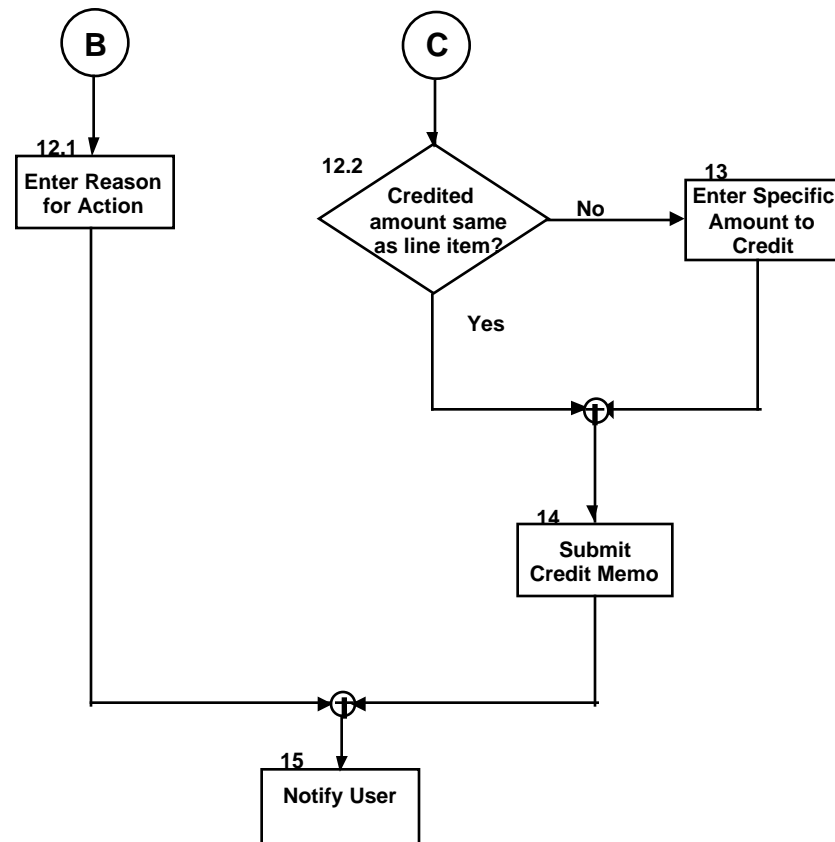 B
C
12.1
Enter Reason
for Action
12.2
Credited
amount same
as line item?
No
13
Enter Specific
Amount to
Credit
Yes
14
Submit
Credit Memo
15
Notify User